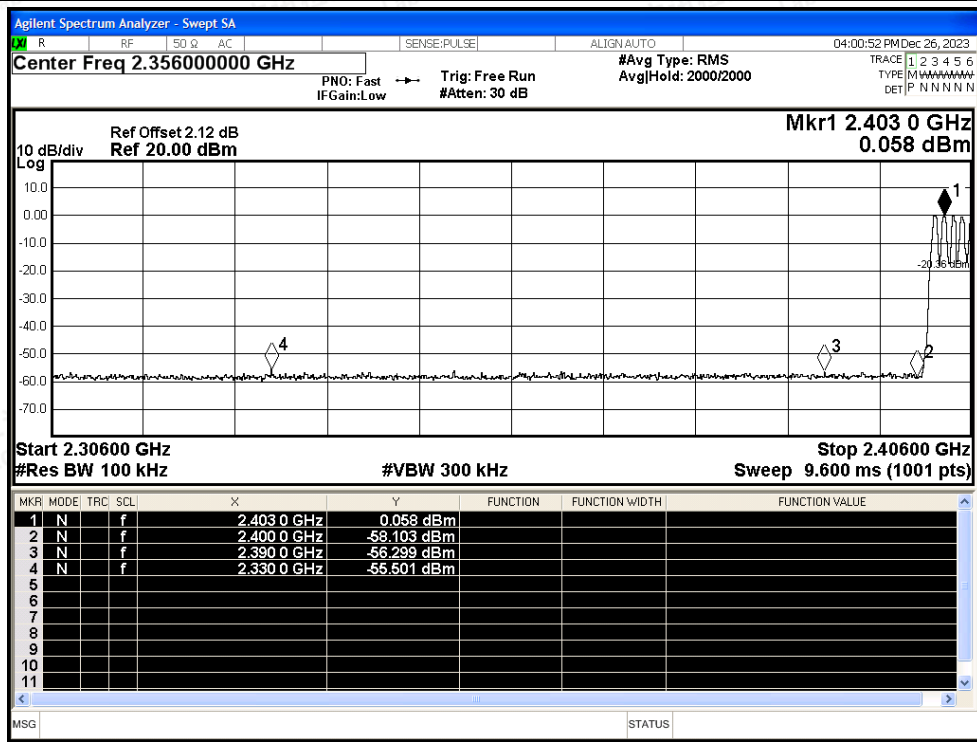 Agilent Spectrum Analyzer - Swept SA
LXI R RF 50 Ω AC SENSE:PULSE ALIGN AUTO 04:00:52 PM Dec 26, 2023
Center Freq 2.356000000 GHz
PNO: Fast
IFGain:Low
Trig: Free Run
#Atten: 30 dB
#Avg Type: RMS
Avg|Hold: 2000/2000
TRACE 1 2 3 4 5 6
TYPE M
DET P N N N N N
Mkr1 2.403 0 GHz
0.058 dBm
Ref Offset 2.12 dB
10 dB/div Ref 20.00 dBm
Log
10.0
0.00
-10.0
-20.0
-30.0
-40.0
-50.0
-60.0
-70.0
1
-20.36 dBm
4
3
2
Start 2.30600 GHz Stop 2.40600 GHz
#Res BW 100 kHz #VBW 300 kHz Sweep 9.600 ms (1001 pts)
MKR MODE TRC SCL X Y FUNCTION FUNCTION WIDTH FUNCTION VALUE
1 N f 2.403 0 GHz 0.058 dBm
2 N f 2.400 0 GHz -58.103 dBm
3 N f 2.390 0 GHz -56.299 dBm
4 N f 2.330 0 GHz -55.501 dBm
5
6
7
8
9
10
11
MSG STATUS